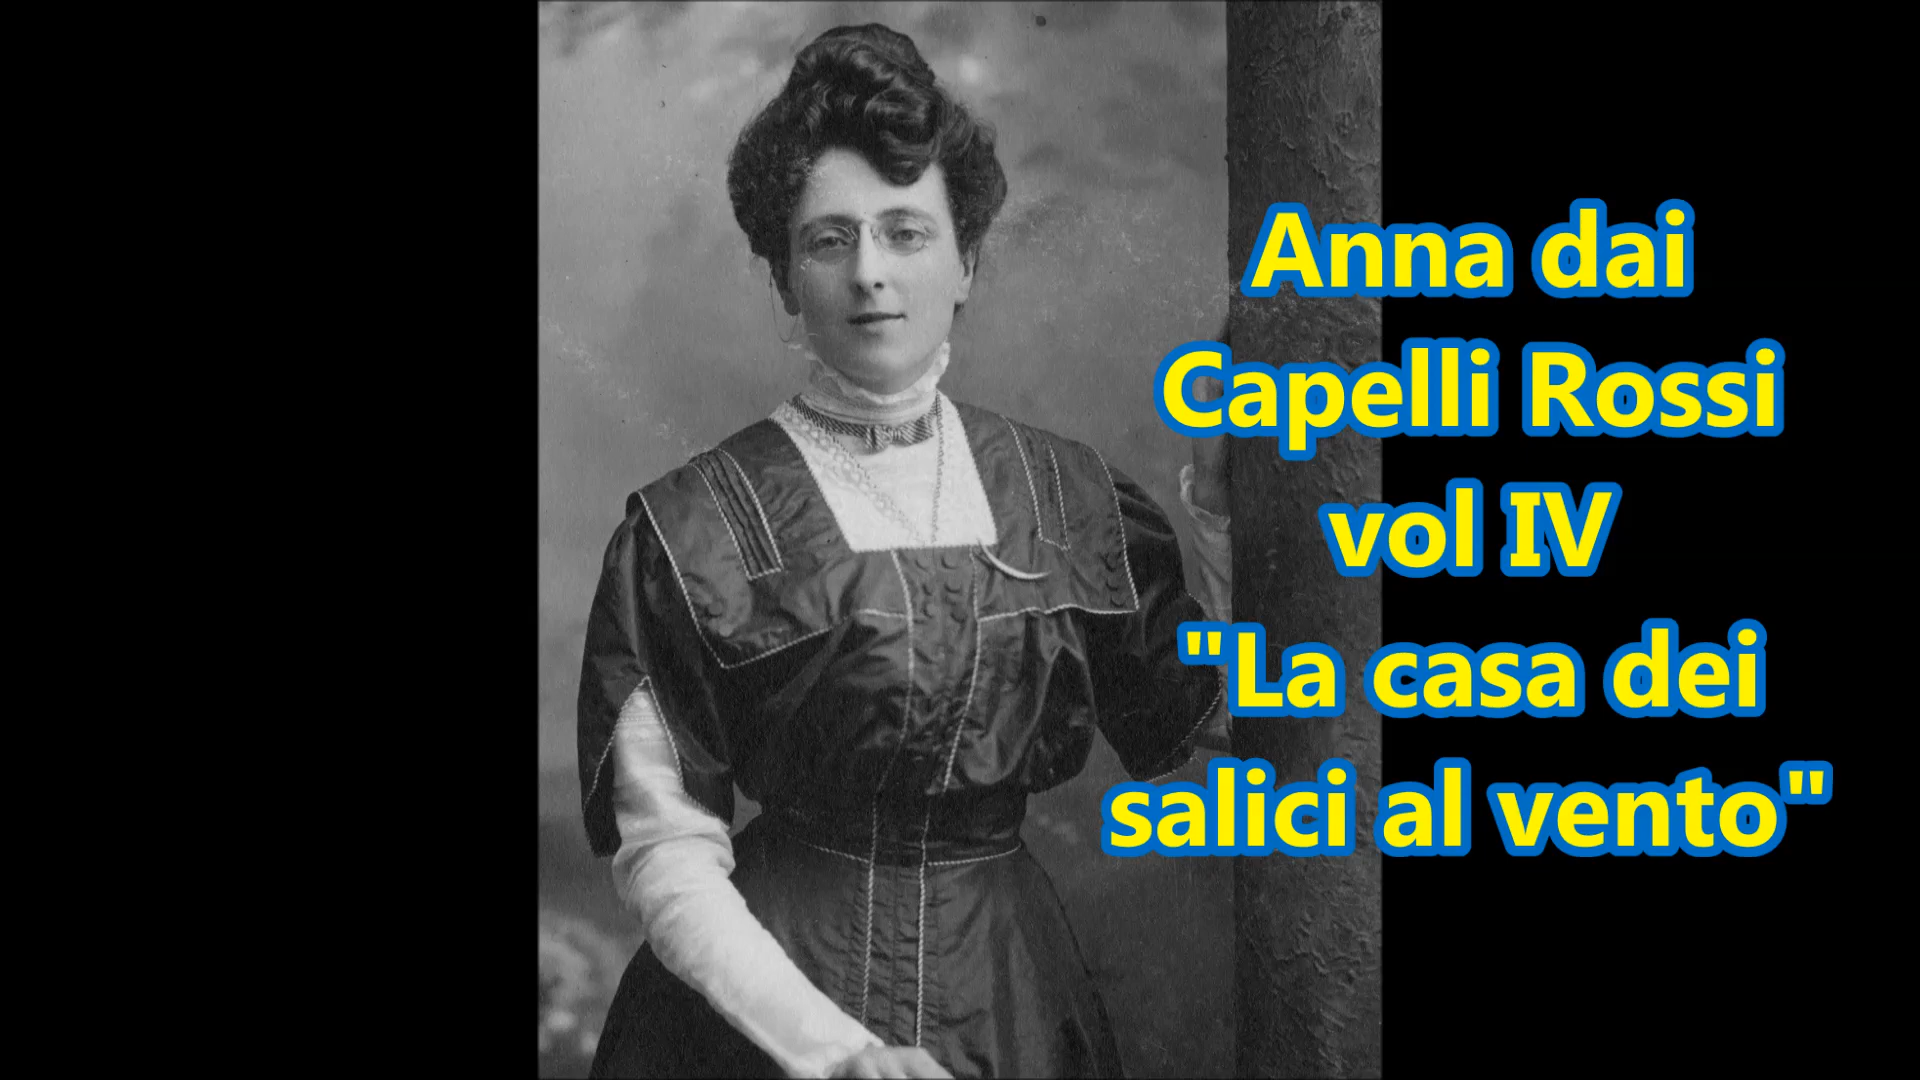 Anna dai
Capelli Rossi
vol IV
"La casa dei
salici al vento"